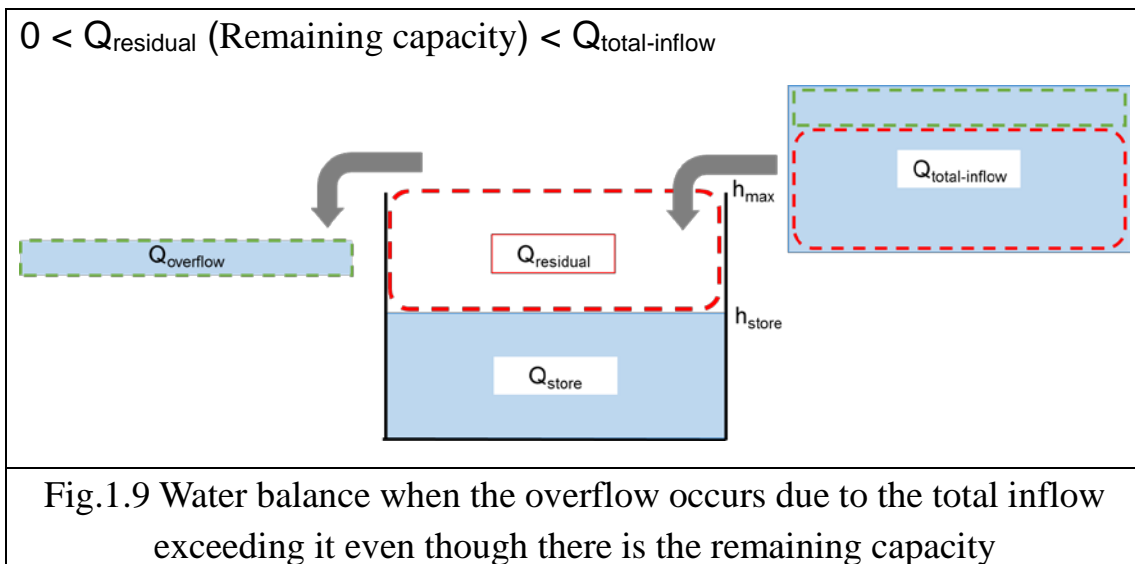 0 < Qresidual (Remaining capacity) < Qtotal-inflow
Qtotal-inflow
hmax
Qoverflow
Qresidual
hstore
Qstore
Fig.1.9 Water balance when the overflow occurs due to the total inflow
exceeding it even though there is the remaining capacity